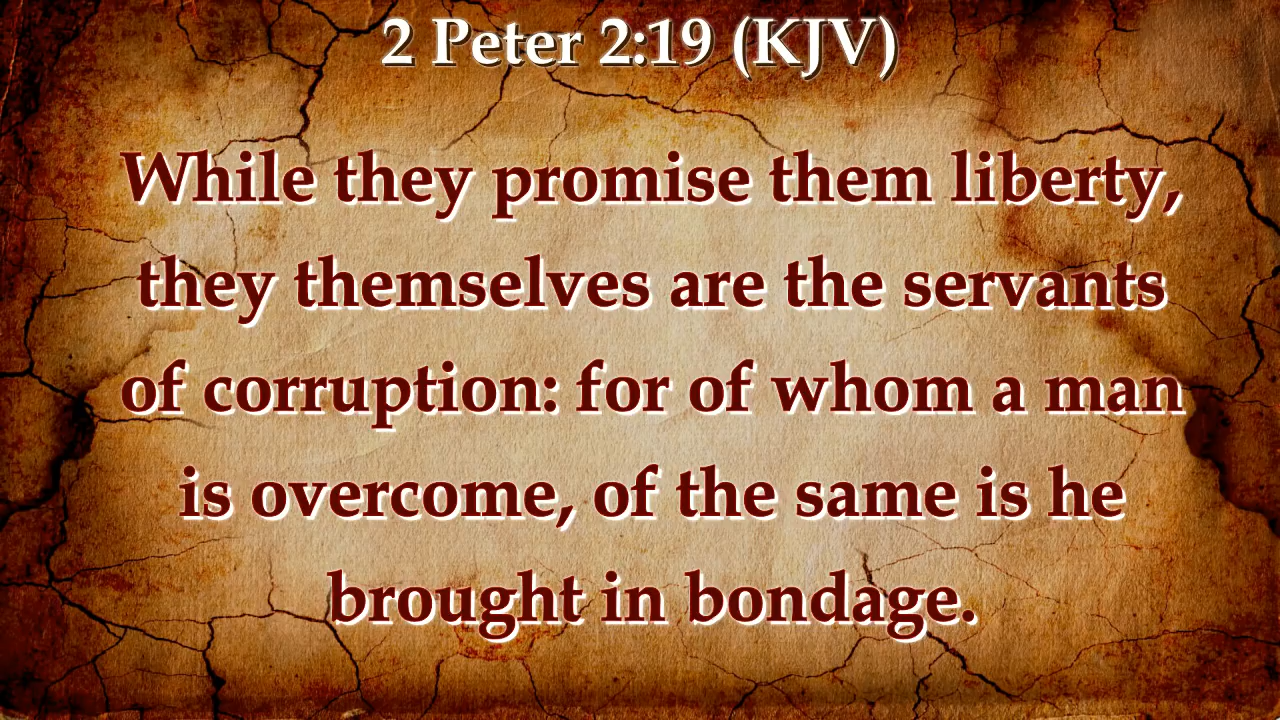 2 Peter 2:19 (KJV)
While they promise them liberty,
they themselves are the servants
of corruption: for of whom a man
is overcome, of the same is he
brought in bondage.